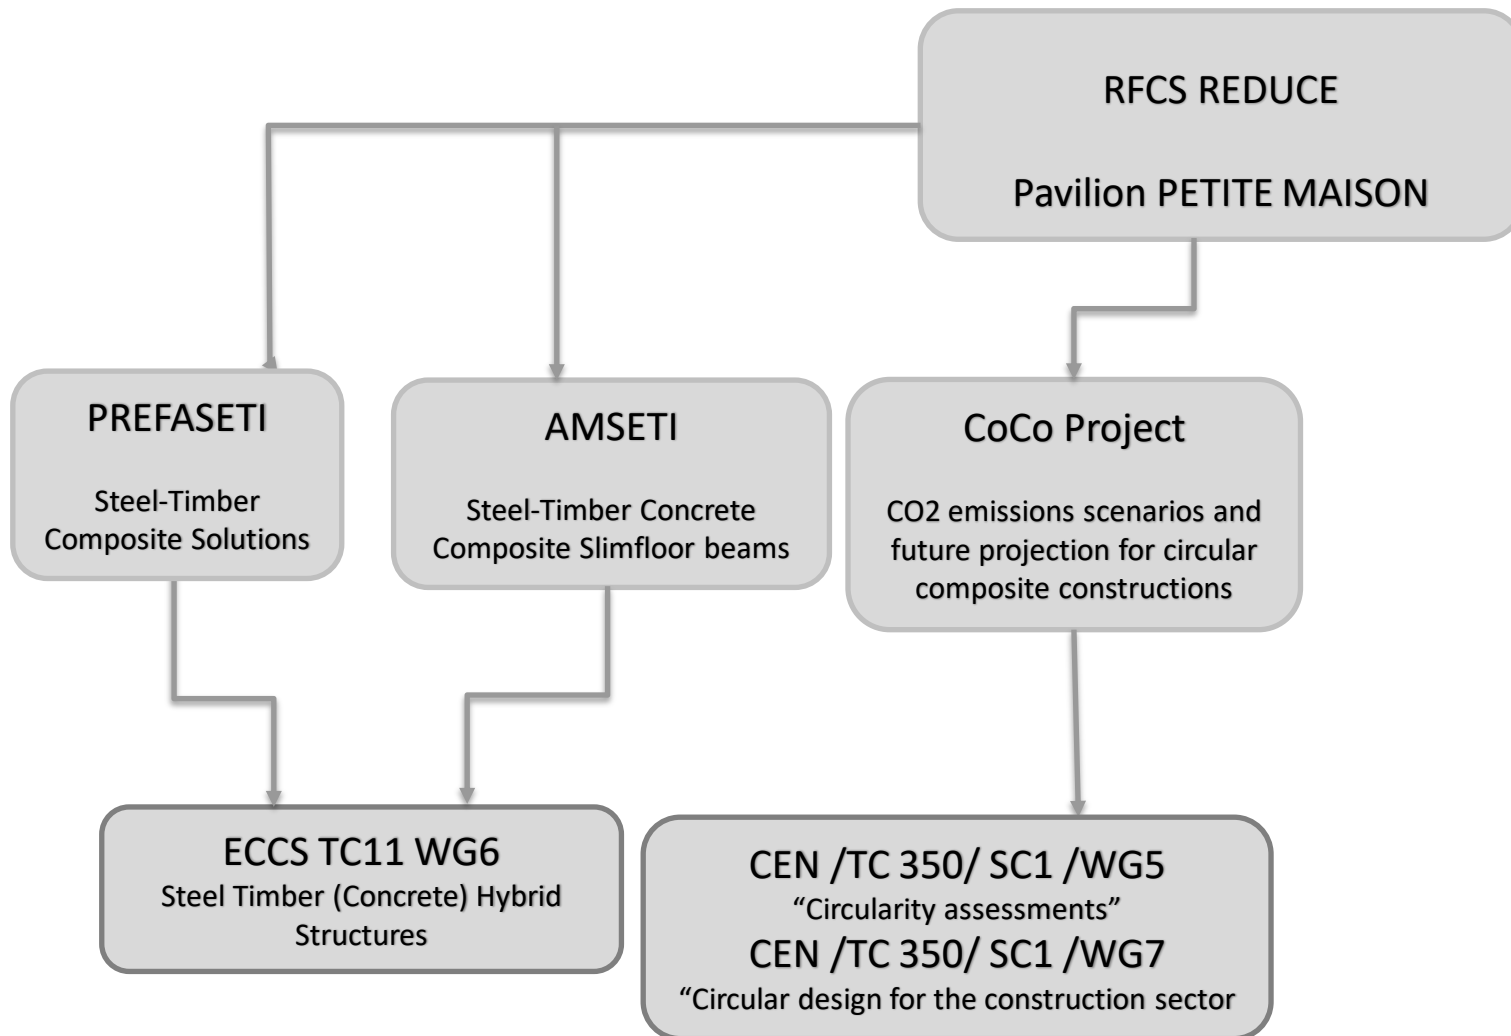 RFCS REDUCE
Pavilion PETITE MAISON
PREFASETI
Steel-Timber
Composite Solutions
AMSETI
Steel-Timber Concrete
Composite Slimfloor beams
CoCo Project
CO2 emissions scenarios and
future projection for circular
composite constructions
ECCS TC11 WG6
Steel Timber (Concrete) Hybrid
Structures
CEN /TC 350/ SC1 /WG5
“Circularity assessments”
CEN /TC 350/ SC1 /WG7
“Circular design for the construction sector